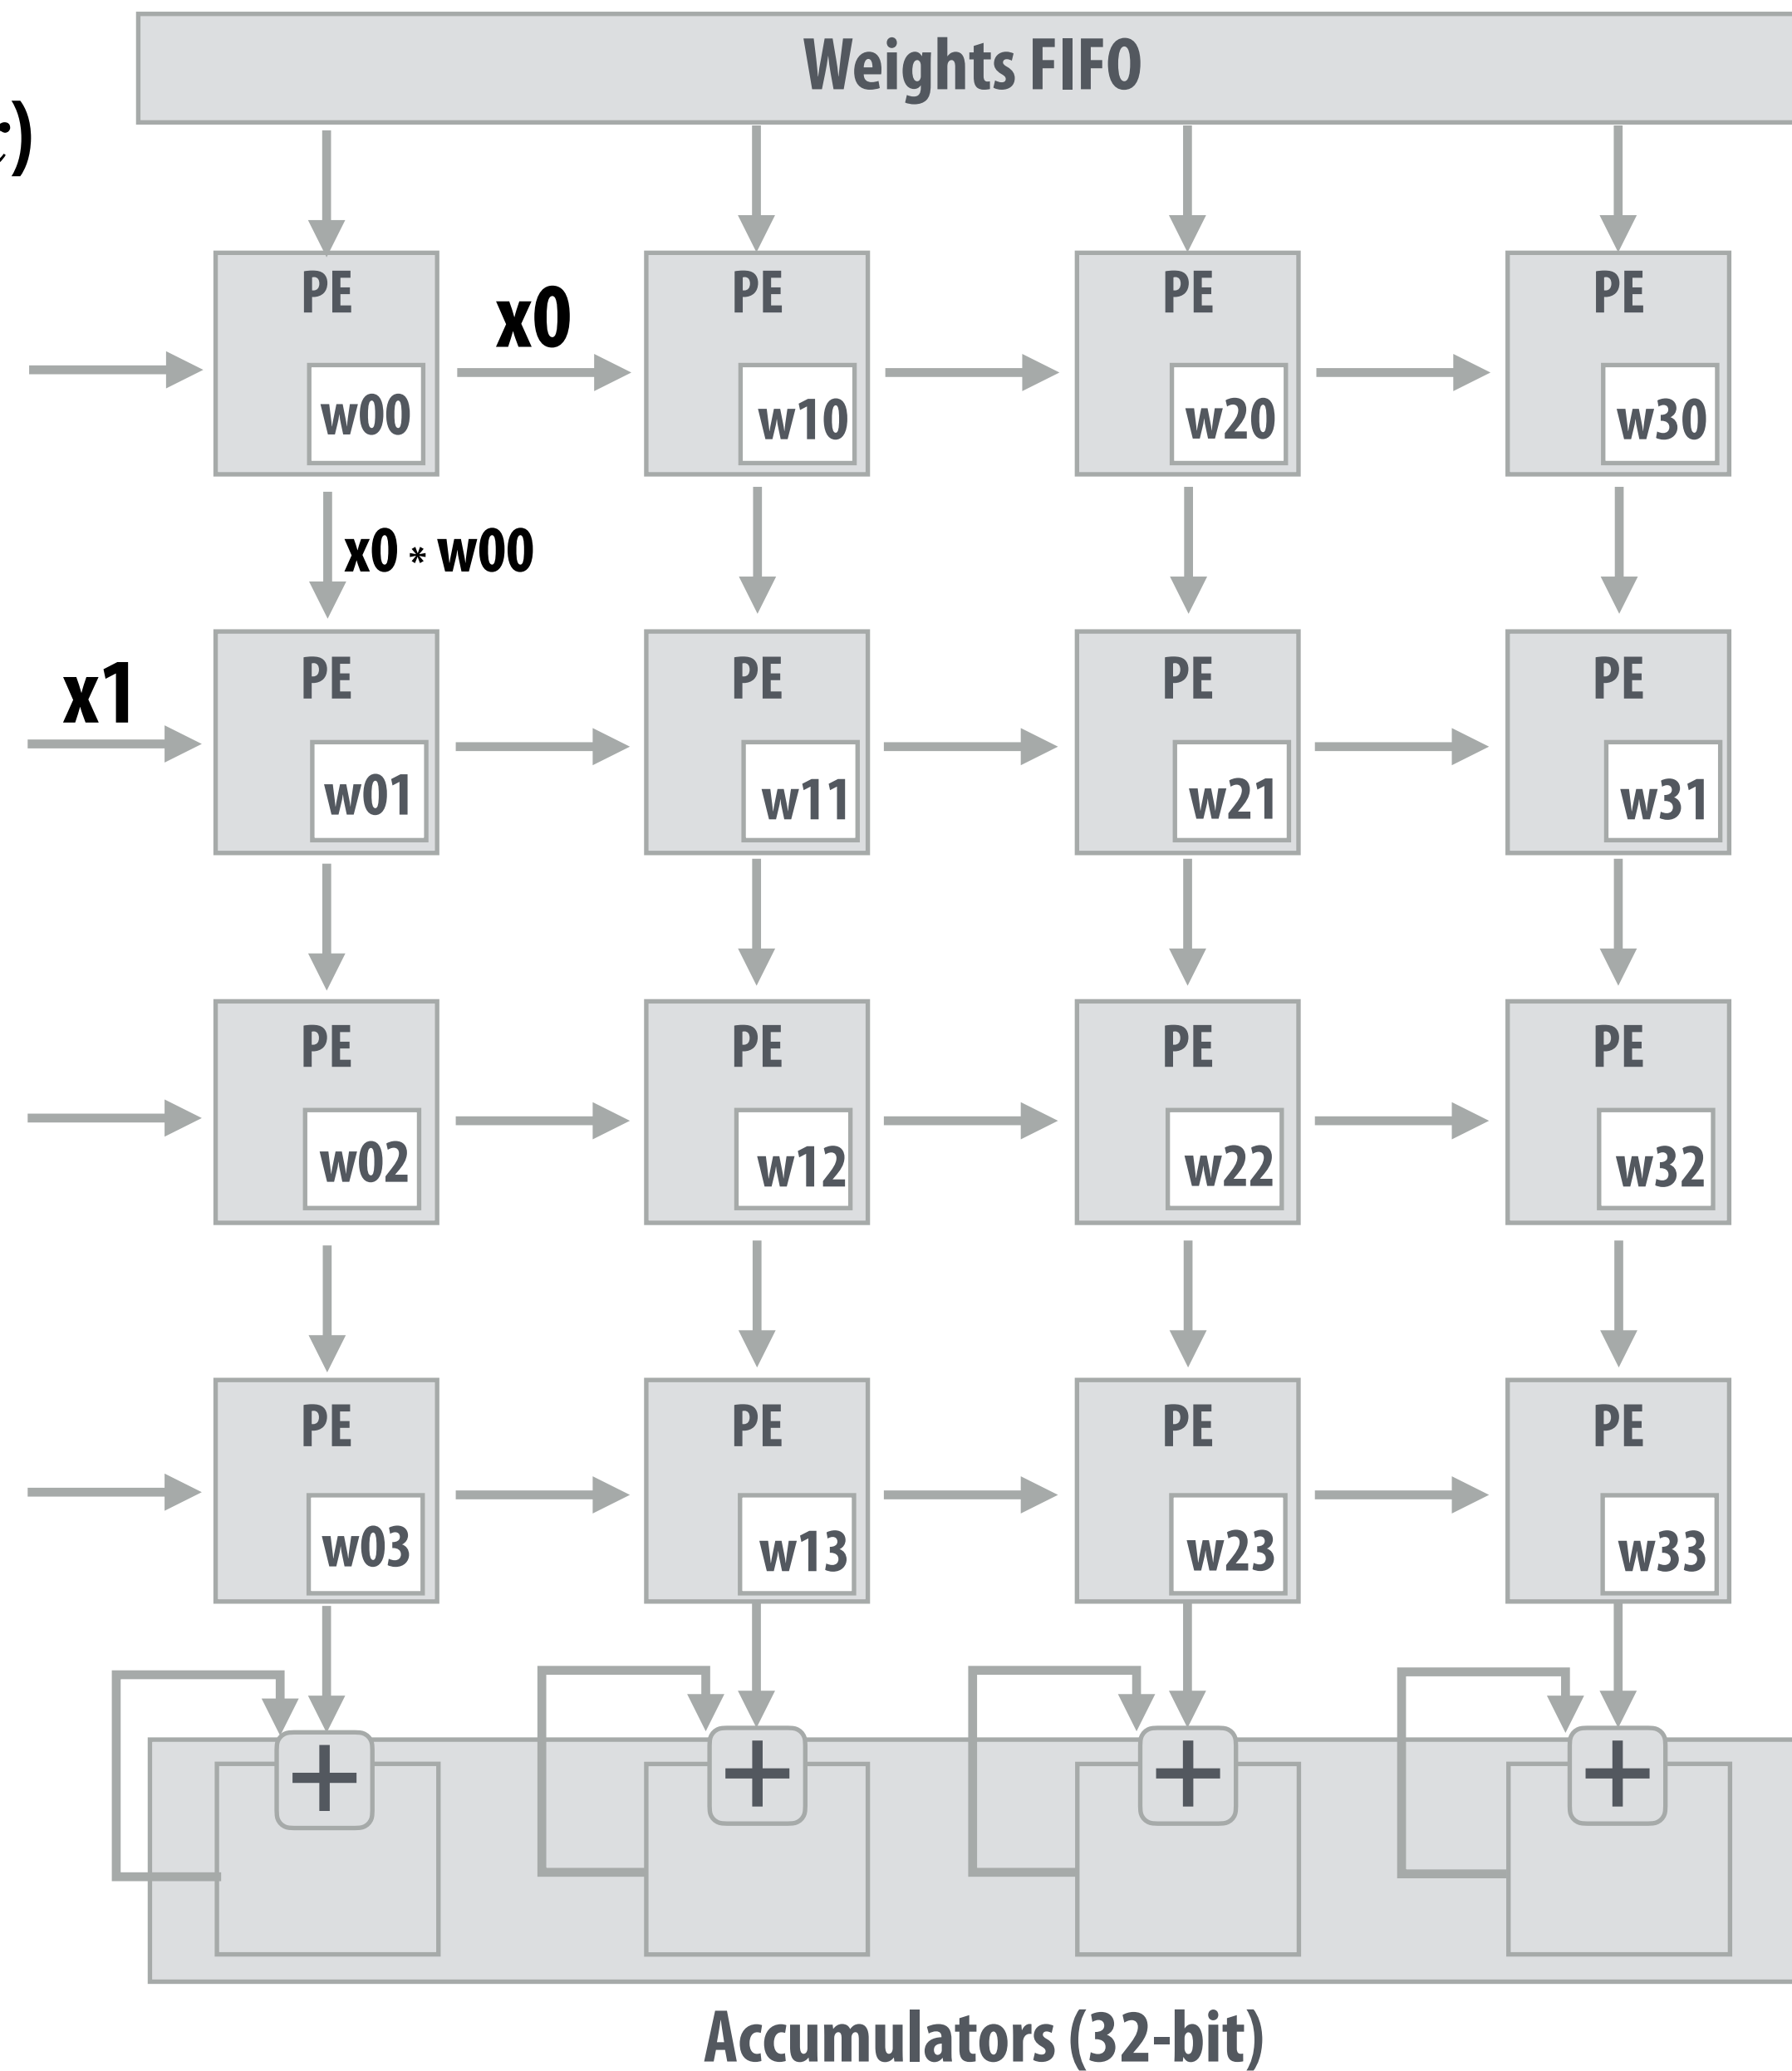 Weights FIFO
:)
PE PE PE PE
x0
w00 w10 w20 w30
x0 * w00
PE PE PE PE
x1
w01 w11 w21 w31
PE PE PE PE
w02 w12 w22 w32
PE PE PE PE
w03 w13 w23 w33
+ + + +
Accumulators (32-bit)